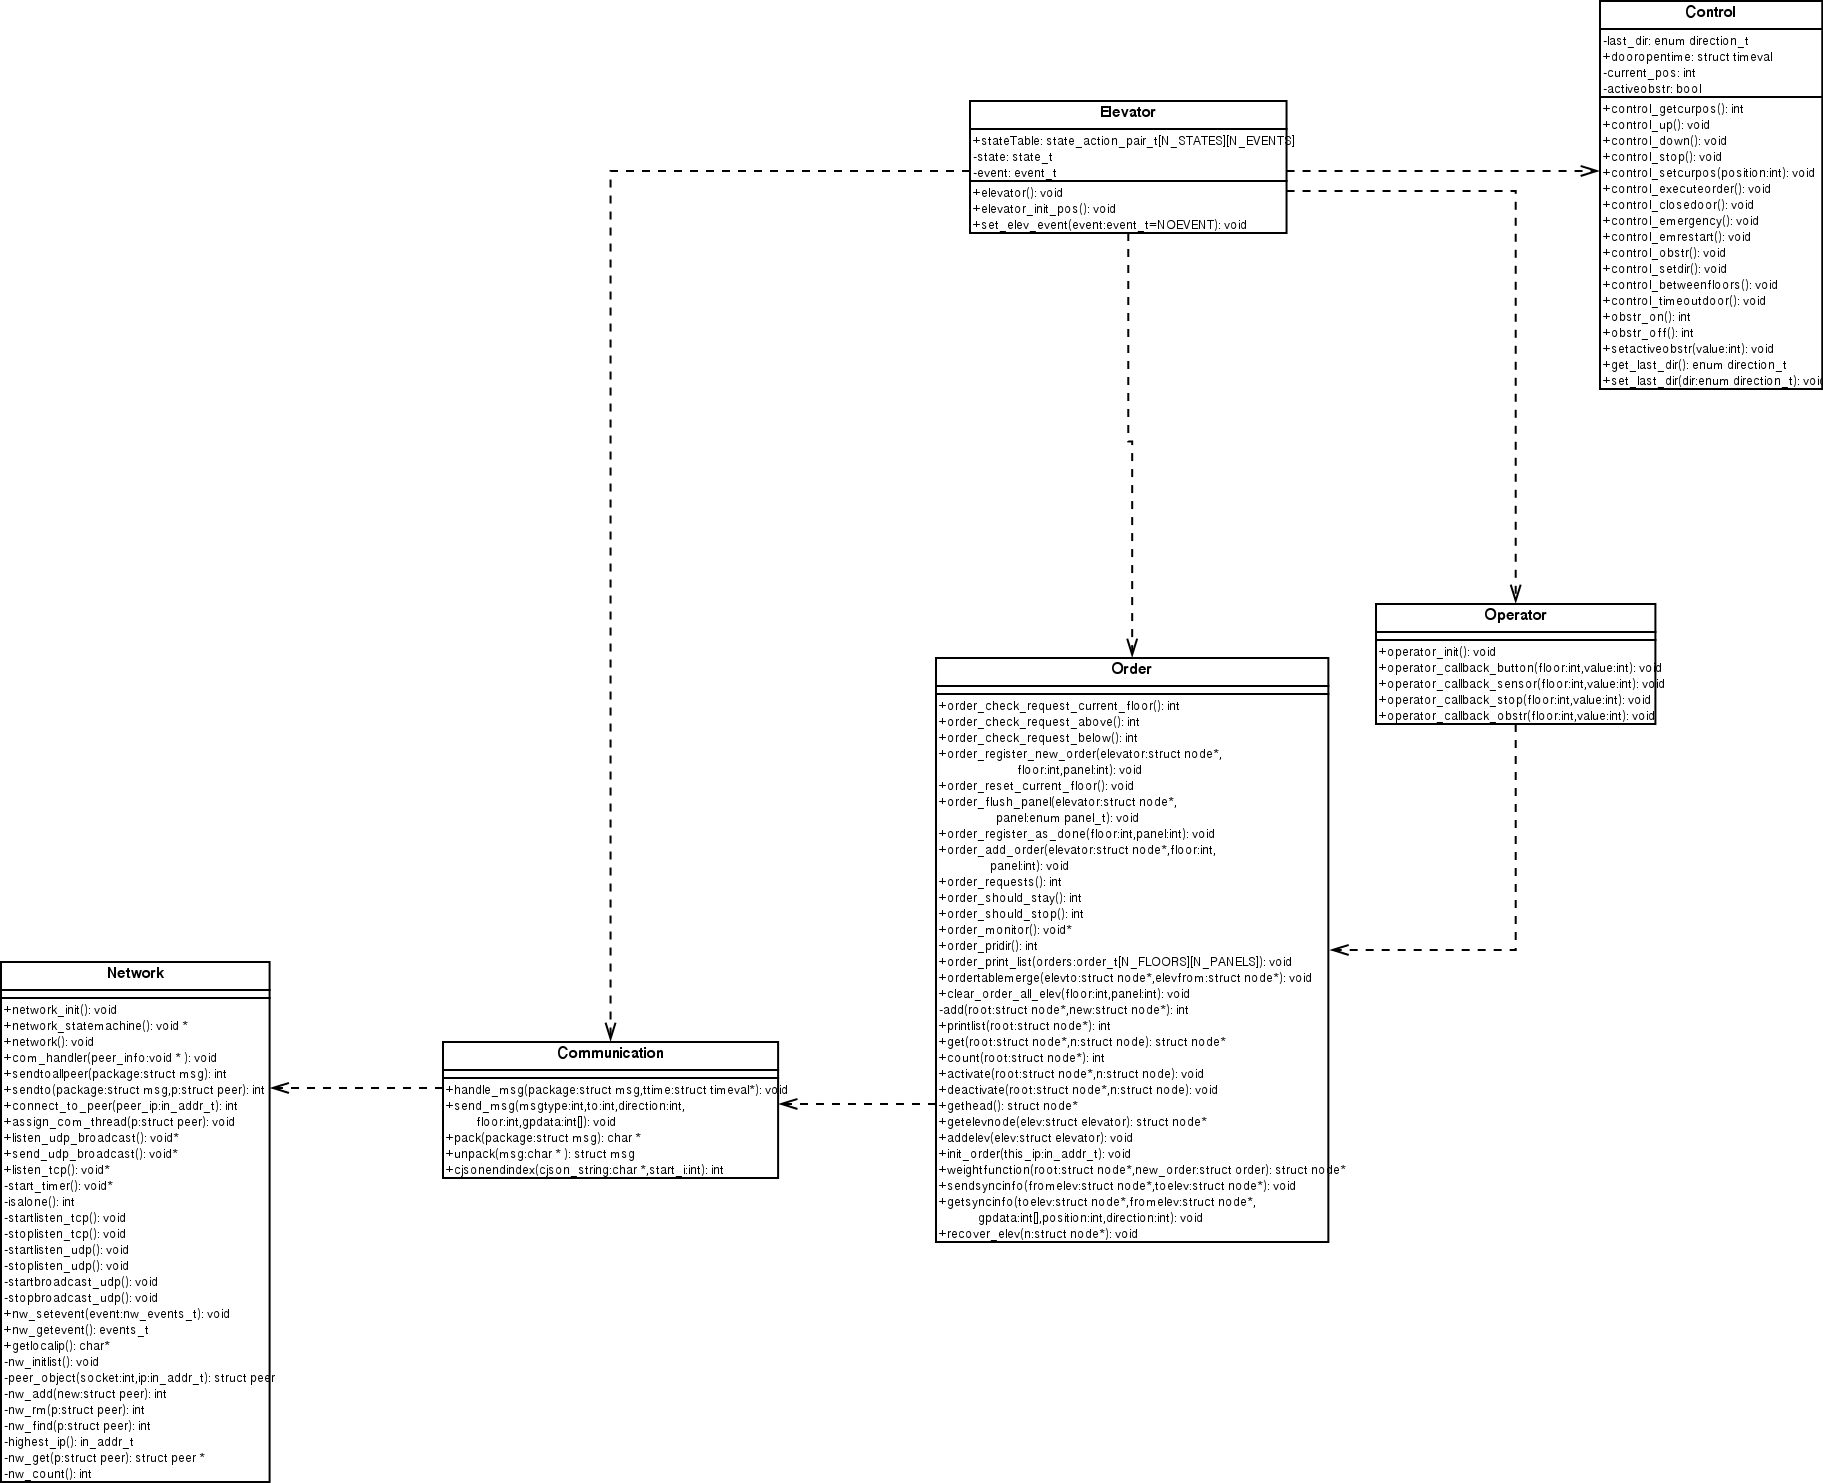 Control
-last_dir: enum direction_t
+dooropentime: struct timeval
-current_pos: int
-activeobstr: bool
+control_getcurpos(): int
+control_up(): void
+control_down(): void
+control_stop(): void
+control_setcurpos(position:int): void
+control_executeorder(): void
+control_closedoor(): void
+control_emergency(): void
+control_emrestart(): void
+control_obstr(): void
+control_setdir(): void
+control_betweenfloors(): void
+control_timeoutdoor(): void
+obstr_on(): int
+obstr_off(): int
+setactiveobstr(value:int): void
+get_last_dir(): enum direction_t
+set_last_dir(dir:enum direction_t): void
Elevator
+stateTable: state_action_pair_t[N_STATES][N_EVENTS]
-state: state_t
-event: event_t
+elevator(): void
+elevator_init_pos(): void
+set_elev_event(event:event_t=NOEVENT): void
Operator
+operator_init(): void
+operator_callback_button(floor:int,value:int): void
+operator_callback_sensor(floor:int,value:int): void
+operator_callback_stop(floor:int,value:int): void
+operator_callback_obstr(floor:int,value:int): void
Order
+order_check_request_current_floor(): int
+order_check_request_above(): int
+order_check_request_below(): int
+order_register_new_order(elevator:struct node*,
floor:int,panel:int): void
+order_reset_current_floor(): void
+order_flush_panel(elevator:struct node*,
panel:enum panel_t): void
+order_register_as_done(floor:int,panel:int): void
+order_add_order(elevator:struct node*,floor:int,
panel:int): void
+order_requests(): int
+order_should_stay(): int
+order_should_stop(): int
+order_monitor(): void*
+order_pridir(): int
+order_print_list(orders:order_t[N_FLOORS][N_PANELS]): void
+ordertablemerge(elevto:struct node*,elevfrom:struct node*): void
+clear_order_all_elev(floor:int,panel:int): void
-add(root:struct node*,new:struct node*): int
+printlist(root:struct node*): int
+get(root:struct node*,n:struct node): struct node*
+count(root:struct node*): int
+activate(root:struct node*,n:struct node): void
+deactivate(root:struct node*,n:struct node): void
+gethead(): struct node*
+getelevnode(elev:struct elevator): struct node*
+addelev(elev:struct elevator): void
+init_order(this_ip:in_addr_t): void
+weightfunction(root:struct node*,new_order:struct order): struct node*
+sendsyncinfo(fromelev:struct node*,toelev:struct node*): void
+getsyncinfo(toelev:struct node*,fromelev:struct node*,
gpdata:int[],position:int,direction:int): void
+recover_elev(n:struct node*): void
Communication
+handle_msg(package:struct msg,ttime:struct timeval*): void
+send_msg(msgtype:int,to:int,direction:int,
floor:int,gpdata:int[]): void
+pack(package:struct msg): char *
+unpack(msg:char * ): struct msg
+cjsonendindex(cjson_string:char *,start_i:int): int
Network
+network_init(): void
+network_statemachine(): void *
+network(): void
+com_handler(peer_info:void * ): void
+sendtoallpeer(package:struct msg): int
+sendto(package:struct msg,p:struct peer): int
+connect_to_peer(peer_ip:in_addr_t): int
+assign_com_thread(p:struct peer): void
+listen_udp_broadcast(): void*
+send_udp_broadcast(): void*
+listen_tcp(): void*
-start_timer(): void*
-isalone(): int
-startlisten_tcp(): void
-stoplisten_tcp(): void
-startlisten_udp(): void
-stoplisten_udp(): void
-startbroadcast_udp(): void
-stopbroadcast_udp(): void
+nw_setevent(event:nw_events_t): void
+nw_getevent(): events_t
+getlocalip(): char*
-nw_initlist(): void
-peer_object(socket:int,ip:in_addr_t): struct peer
-nw_add(new:struct peer): int
-nw_rm(p:struct peer): int
-nw_find(p:struct peer): int
-highest_ip(): in_addr_t
-nw_get(p:struct peer): struct peer *
-nw_count(): int